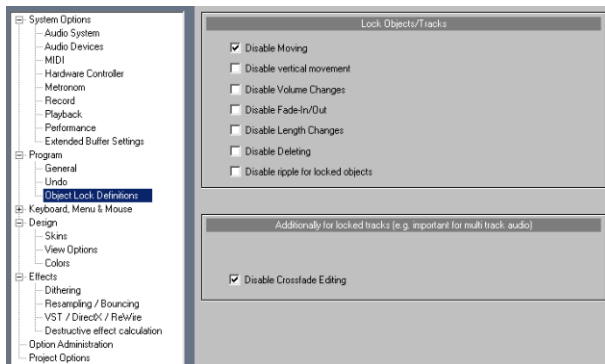 System Options
Audio System
Audio Devices
MIDI
Hardware Controller
Metronom
Record
Playback
Performance
Extended Buffer Settings
Program
General
Undo
Object Lock Definitions
Keyboard, Menu & Mouse
Design
Skins
View Options
Colors
Effects
Dithering
Resampling / Bouncing
VST / DirectX / ReWire
Destructive effect calculation
Option Administration
Project Options
Lock Objects/Tracks
Disable Moving
Disable vertical movement
Disable Volume Changes
Disable Fade-In/Out
Disable Length Changes
Disable Deleting
Disable ripple for locked objects
Additionally for locked tracks (e.g. important for multi track audio)
Disable Crossfade Editing